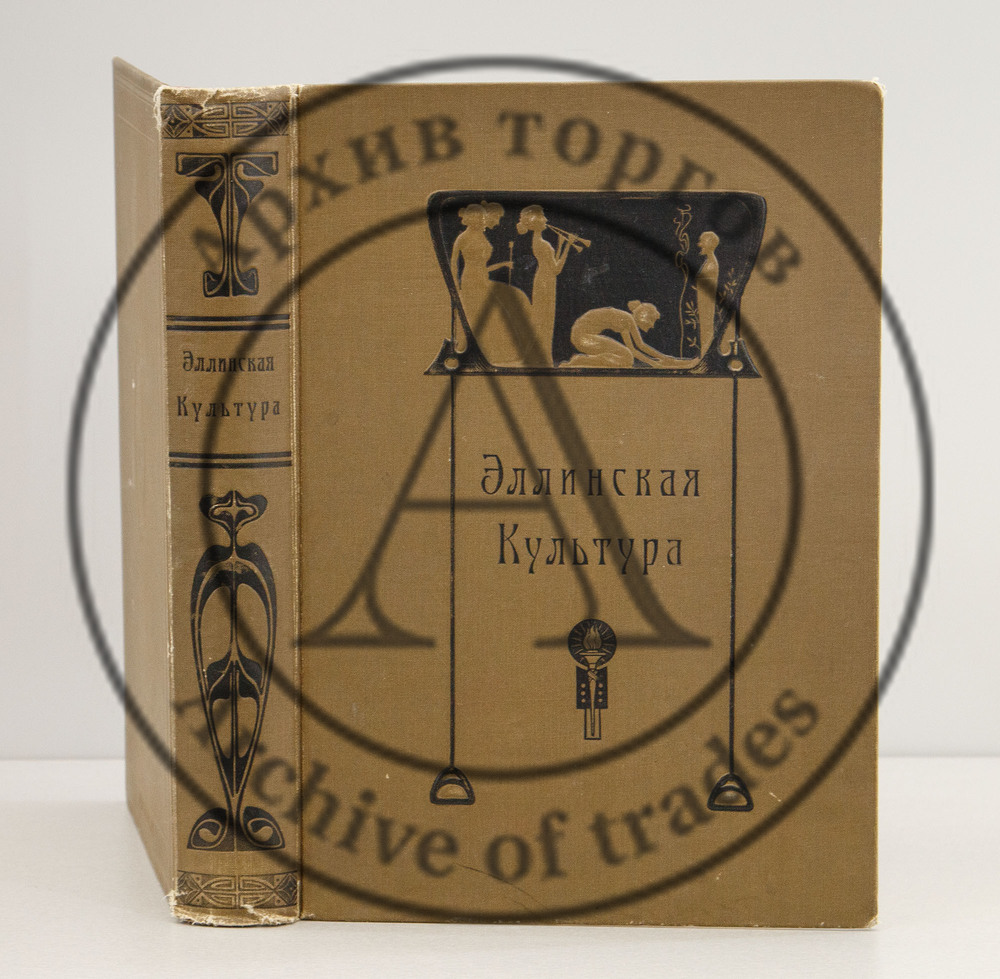 Архив торгов
Эллинская
Культура
Эллинская
Культура
A
Archive of trades